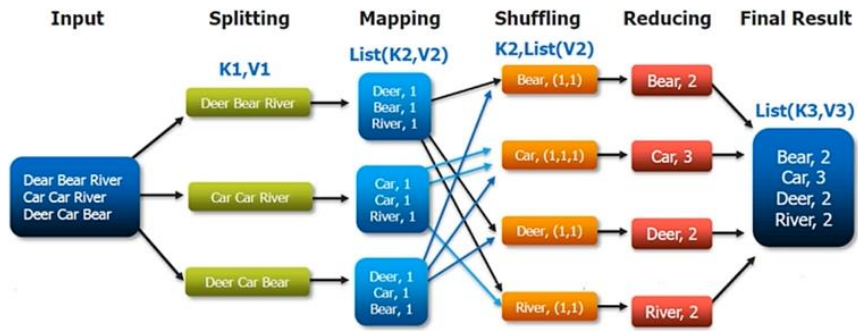 Input
Splitting
Mapping
Shuffling
Reducing
Final Result
K1,V1
List(K2,V2)
K2,List(V2)
List(K3,V3)
Dear Bear River
Car Car River
Deer Car Bear
Deer Bear River
Car Car River
Deer Car Bear
Deer, 1
Bear, 1
River, 1
Car, 1
Car, 1
River, 1
Deer, 1
Car, 1
Bear, 1
Bear, (1,1)
Car, (1,1,1)
Deer, (1,1)
River, (1,1)
Bear, 2
Car, 3
Deer, 2
River, 2
Bear, 2
Car, 3
Deer, 2
River, 2